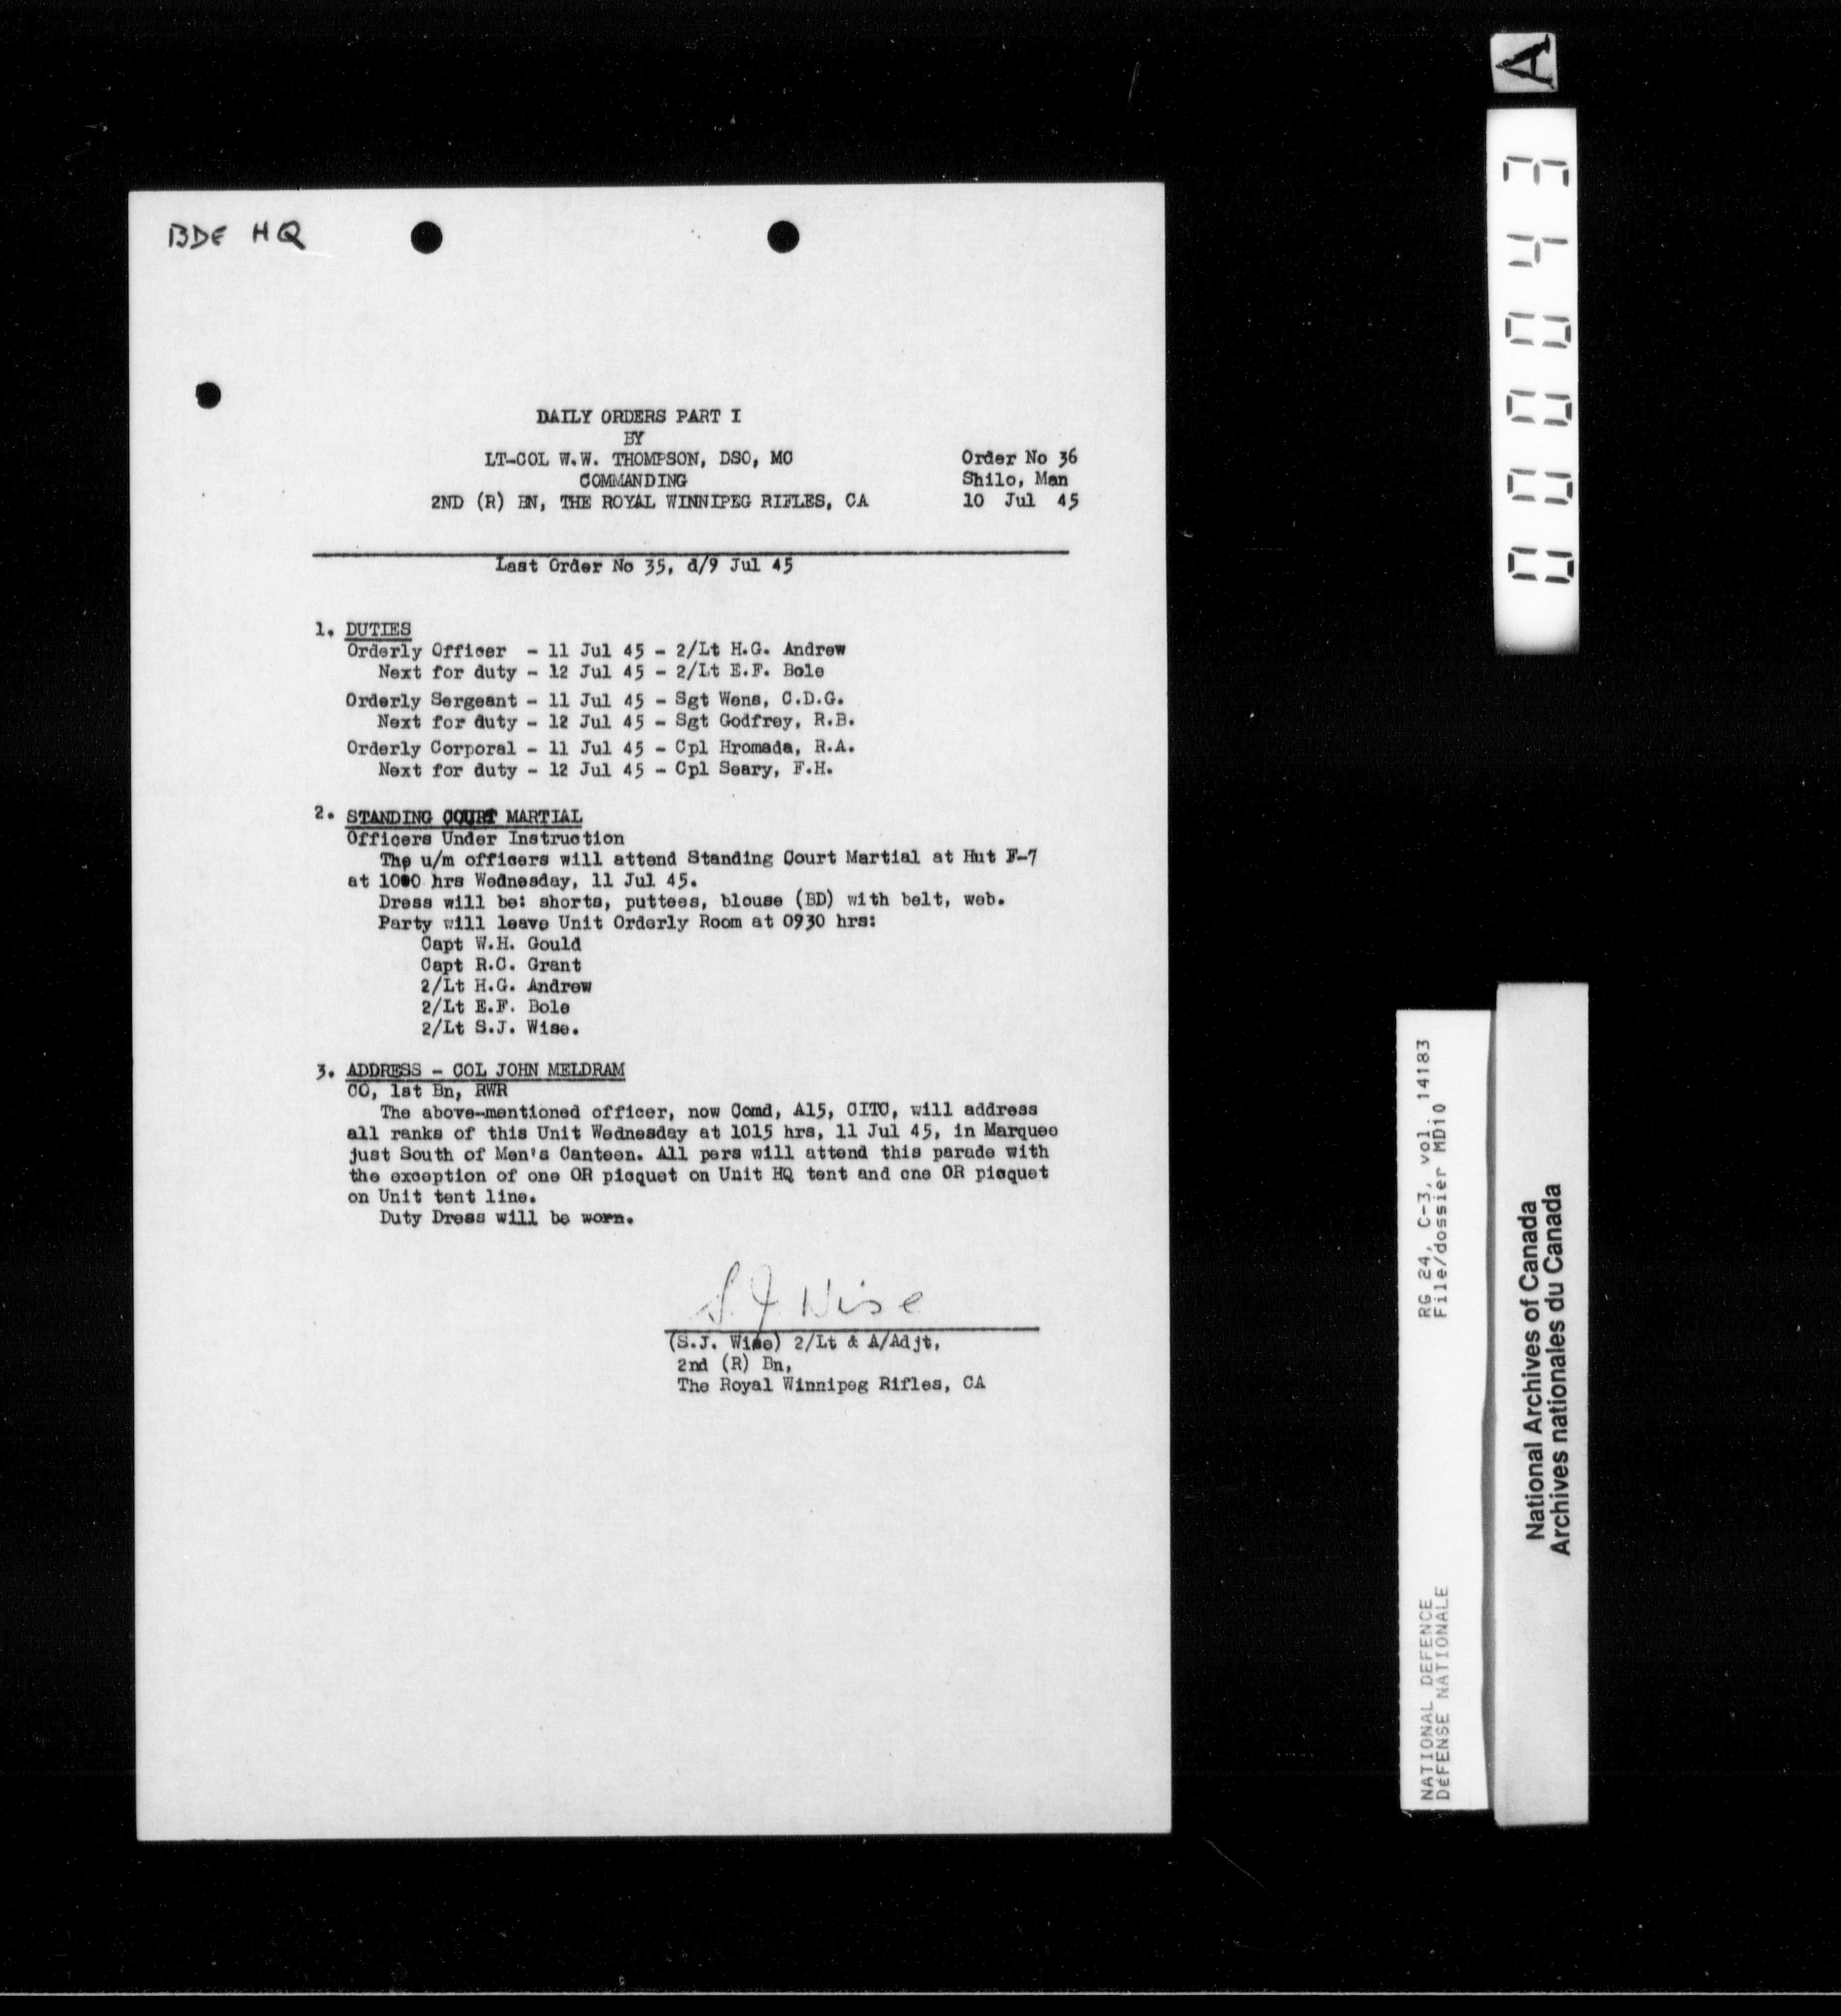 BDE HQ
DAILY ORDERS PART I
BY
LT-COL W.W. THOMPSON, DSO, MC
COMMANDING
2ND (R) BN, THE ROYAL WINNIPEG RIFLES, CA
Order No 36
Shilo, Man
10 Jul 45
Last Order No 35, d/9 Jul 45
1. DUTIES
Orderly Officer - 11 Jul 45 - 2/Lt H.G. Andrew
Next for duty - 12 Jul 45 - 2/Lt E.F. Bole
Orderly Sergeant - 11 Jul 45 - Sgt Wens, C.D.G.
Next for duty - 12 Jul 45 - Sgt Godfrey, R.B.
Orderly Corporal - 11 Jul 45 - Cpl Hromada, R.A.
Next for duty - 12 Jul 45 - Cpl Seary, F.H.
2. STANDING COURT MARTIAL
Officers Under Instruction
The u/m officers will attend Standing Court Martial at Hut F-7
at 1000 hrs Wednesday, 11 Jul 45.
Dress will be: shorts, puttees, blouse (BD) with belt, web.
Party will leave Unit Orderly Room at 0930 hrs:
Capt W.H. Gould
Capt R.C. Grant
2/Lt H.G. Andrew
2/Lt E.F. Bole
2/Lt S.J. Wise.
3. ADDRESS - COL JOHN MELDRAM
CO, 1st Bn, RWR
The above-mentioned officer, now Comd, A15, CITC, will address
all ranks of this Unit Wednesday at 1015 hrs, 11 Jul 45, in Marquee
just South of Men's Canteen. All pers will attend this parade with
the exception of one OR picquet on Unit HQ tent and one OR picquet
on Unit tent line.
Duty Dress will be worn.
S.J. Wise
(S.J. Wise) 2/Lt & A/Adjt,
2nd (R) Bn,
The Royal Winnipeg Rifles, CA
A
000043
NATIONAL DEFENCE RG 24, C-3, vol. 14183
DéFENSE NATIONALE File/dossier MD10
National Archives of Canada
Archives nationales du Canada